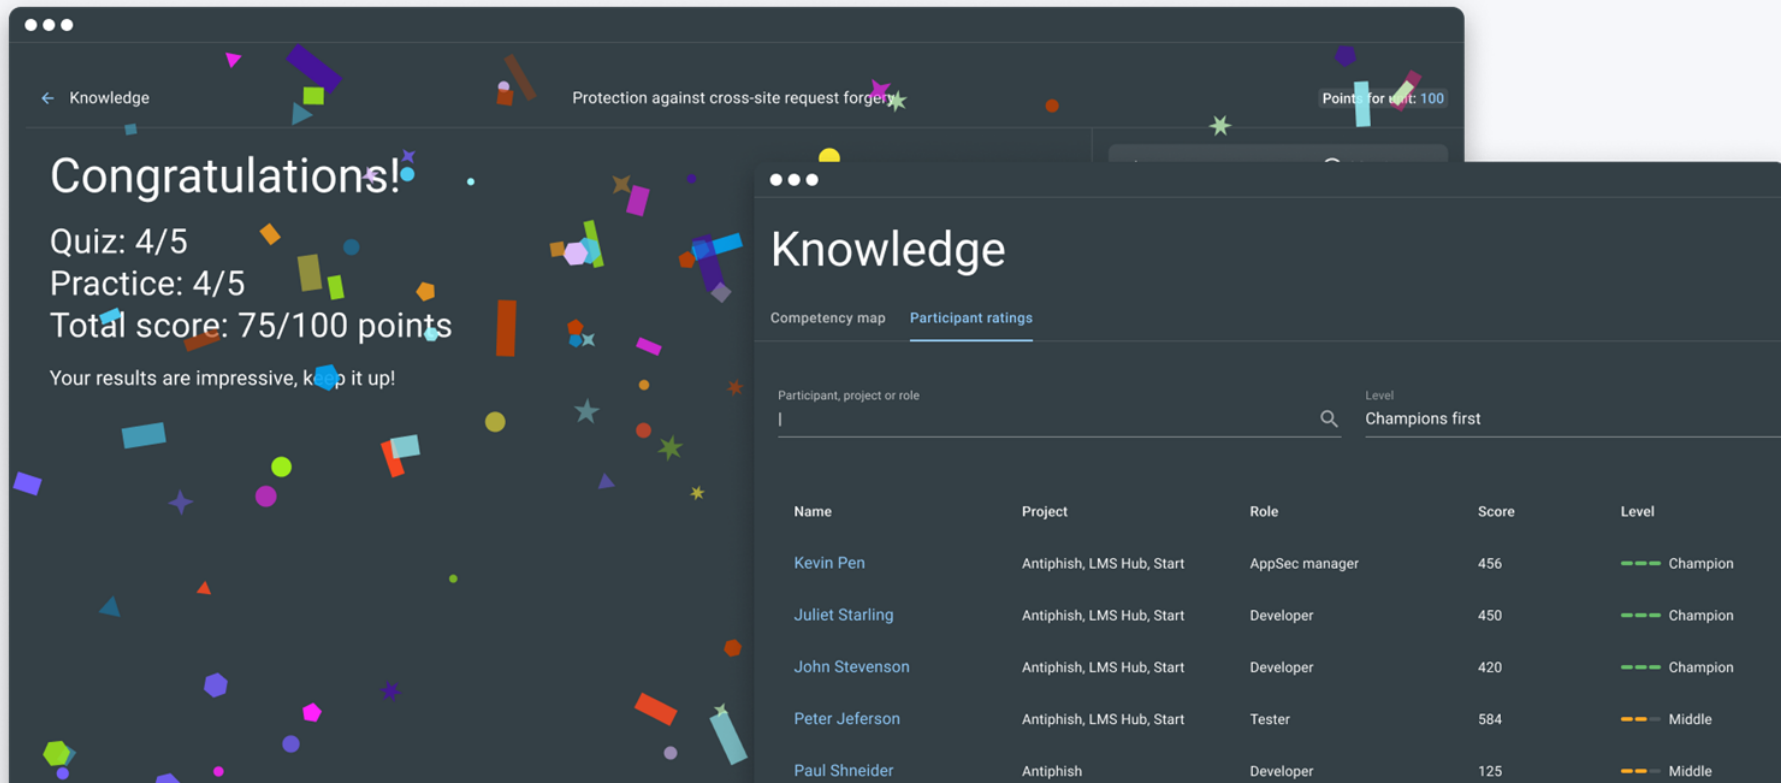 Knowledge
Protection against cross-site request forgery
Points for unit: 100
Congratulations!
Quiz: 4/5
Practice: 4/5
Total score: 75/100 points
Your results are impressive, keep it up!
Knowledge
Competency map Participant ratings
Participant, project or role
Level
Champions first
Name Project Role Score Level
Kevin Pen Antiphish, LMS Hub, Start AppSec manager 456 Champion
Juliet Starling Antiphish, LMS Hub, Start Developer 450 Champion
John Stevenson Antiphish, LMS Hub, Start Developer 420 Champion
Peter Jeferson Antiphish, LMS Hub, Start Tester 584 Middle
Paul Shneider Antiphish Developer 125 Middle